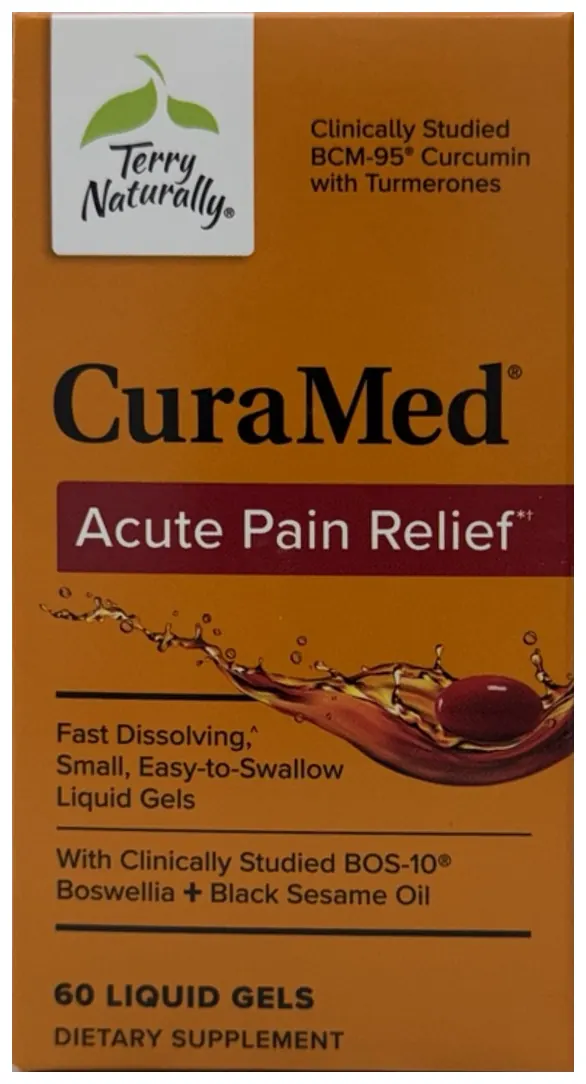 Terry
Naturally®
Clinically Studied
BCM-95® Curcumin
with Turmerones
CuraMed®
Acute Pain Relief*†
Fast Dissolving,^
Small, Easy-to-Swallow
Liquid Gels
With Clinically Studied BOS-10®
Boswellia + Black Sesame Oil
60 LIQUID GELS
DIETARY SUPPLEMENT